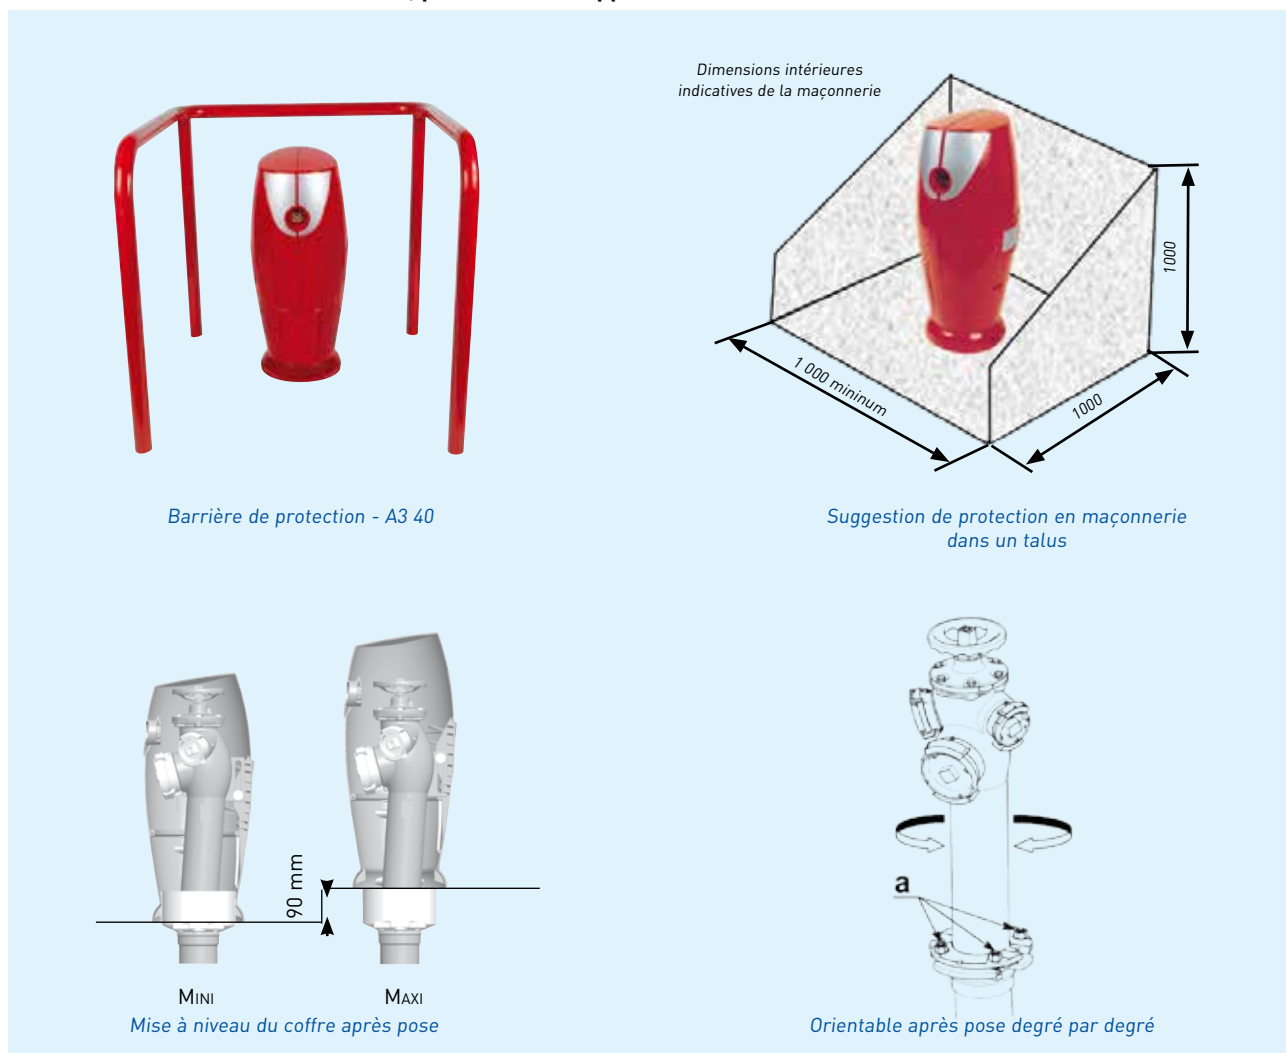 Dimensions intérieures
indicatives de la maçonnerie
1000
1 000 mininum
1000
Barrière de protection - A3 40
Suggestion de protection en maçonnerie
dans un talus
90 mm
a
MINI
MAXI
Mise à niveau du coffre après pose
Orientable après pose degré par degré